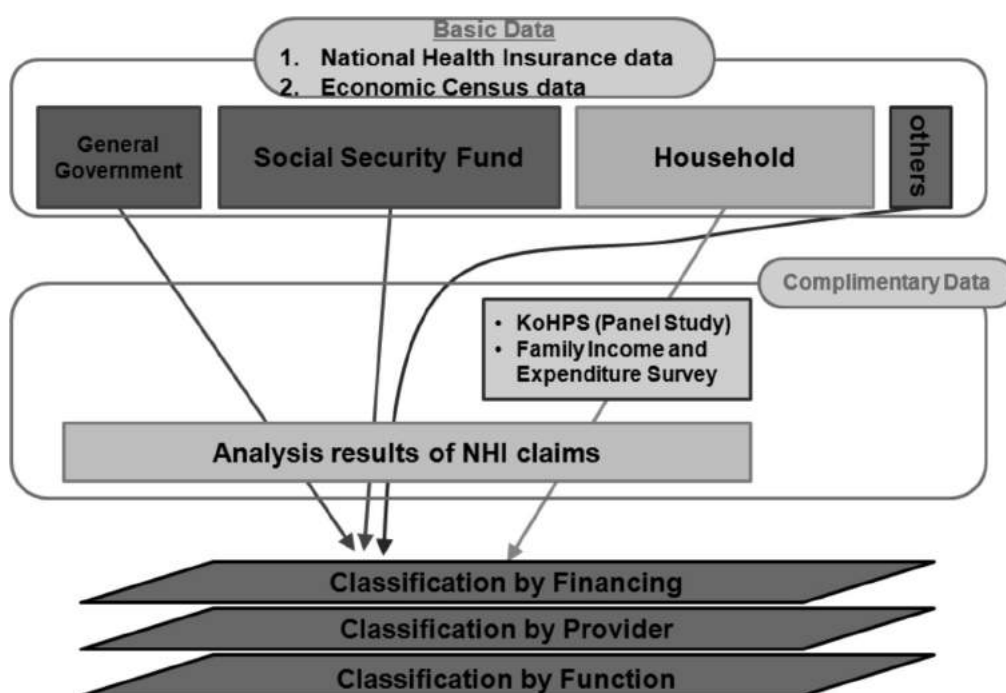 Basic Data
1. National Health Insurance data
2. Economic Census data
General
Government
Social Security Fund
Household
others
Complimentary Data
• KoHPS (Panel Study)
• Family Income and
Expenditure Survey
Analysis results of NHI claims
Classification by Financing
Classification by Provider
Classification by Function